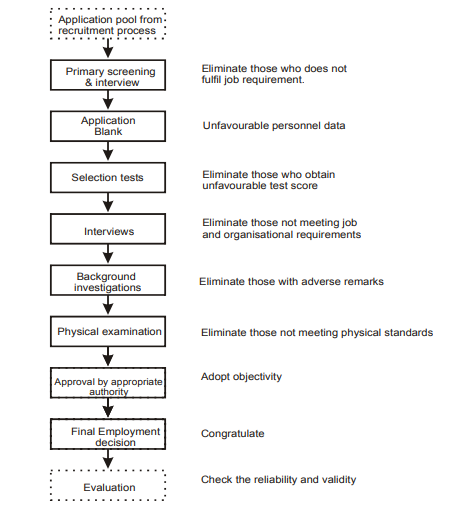 Application pool from
recruitment process
Primary screening
& interview
Eliminate those who does not
fulfil job requirement.
Application
Blank
Unfavourable personnel data
Selection tests
Eliminate those who obtain
unfavourable test score
Interviews
Eliminate those not meeting job
and organisational requirements
Background
investigations
Eliminate those with adverse remarks
Physical examination
Eliminate those not meeting physical standards
Approval by appropriate
authority
Adopt objectivity
Final Employment
decision
Congratulate
Evaluation
Check the reliability and validity